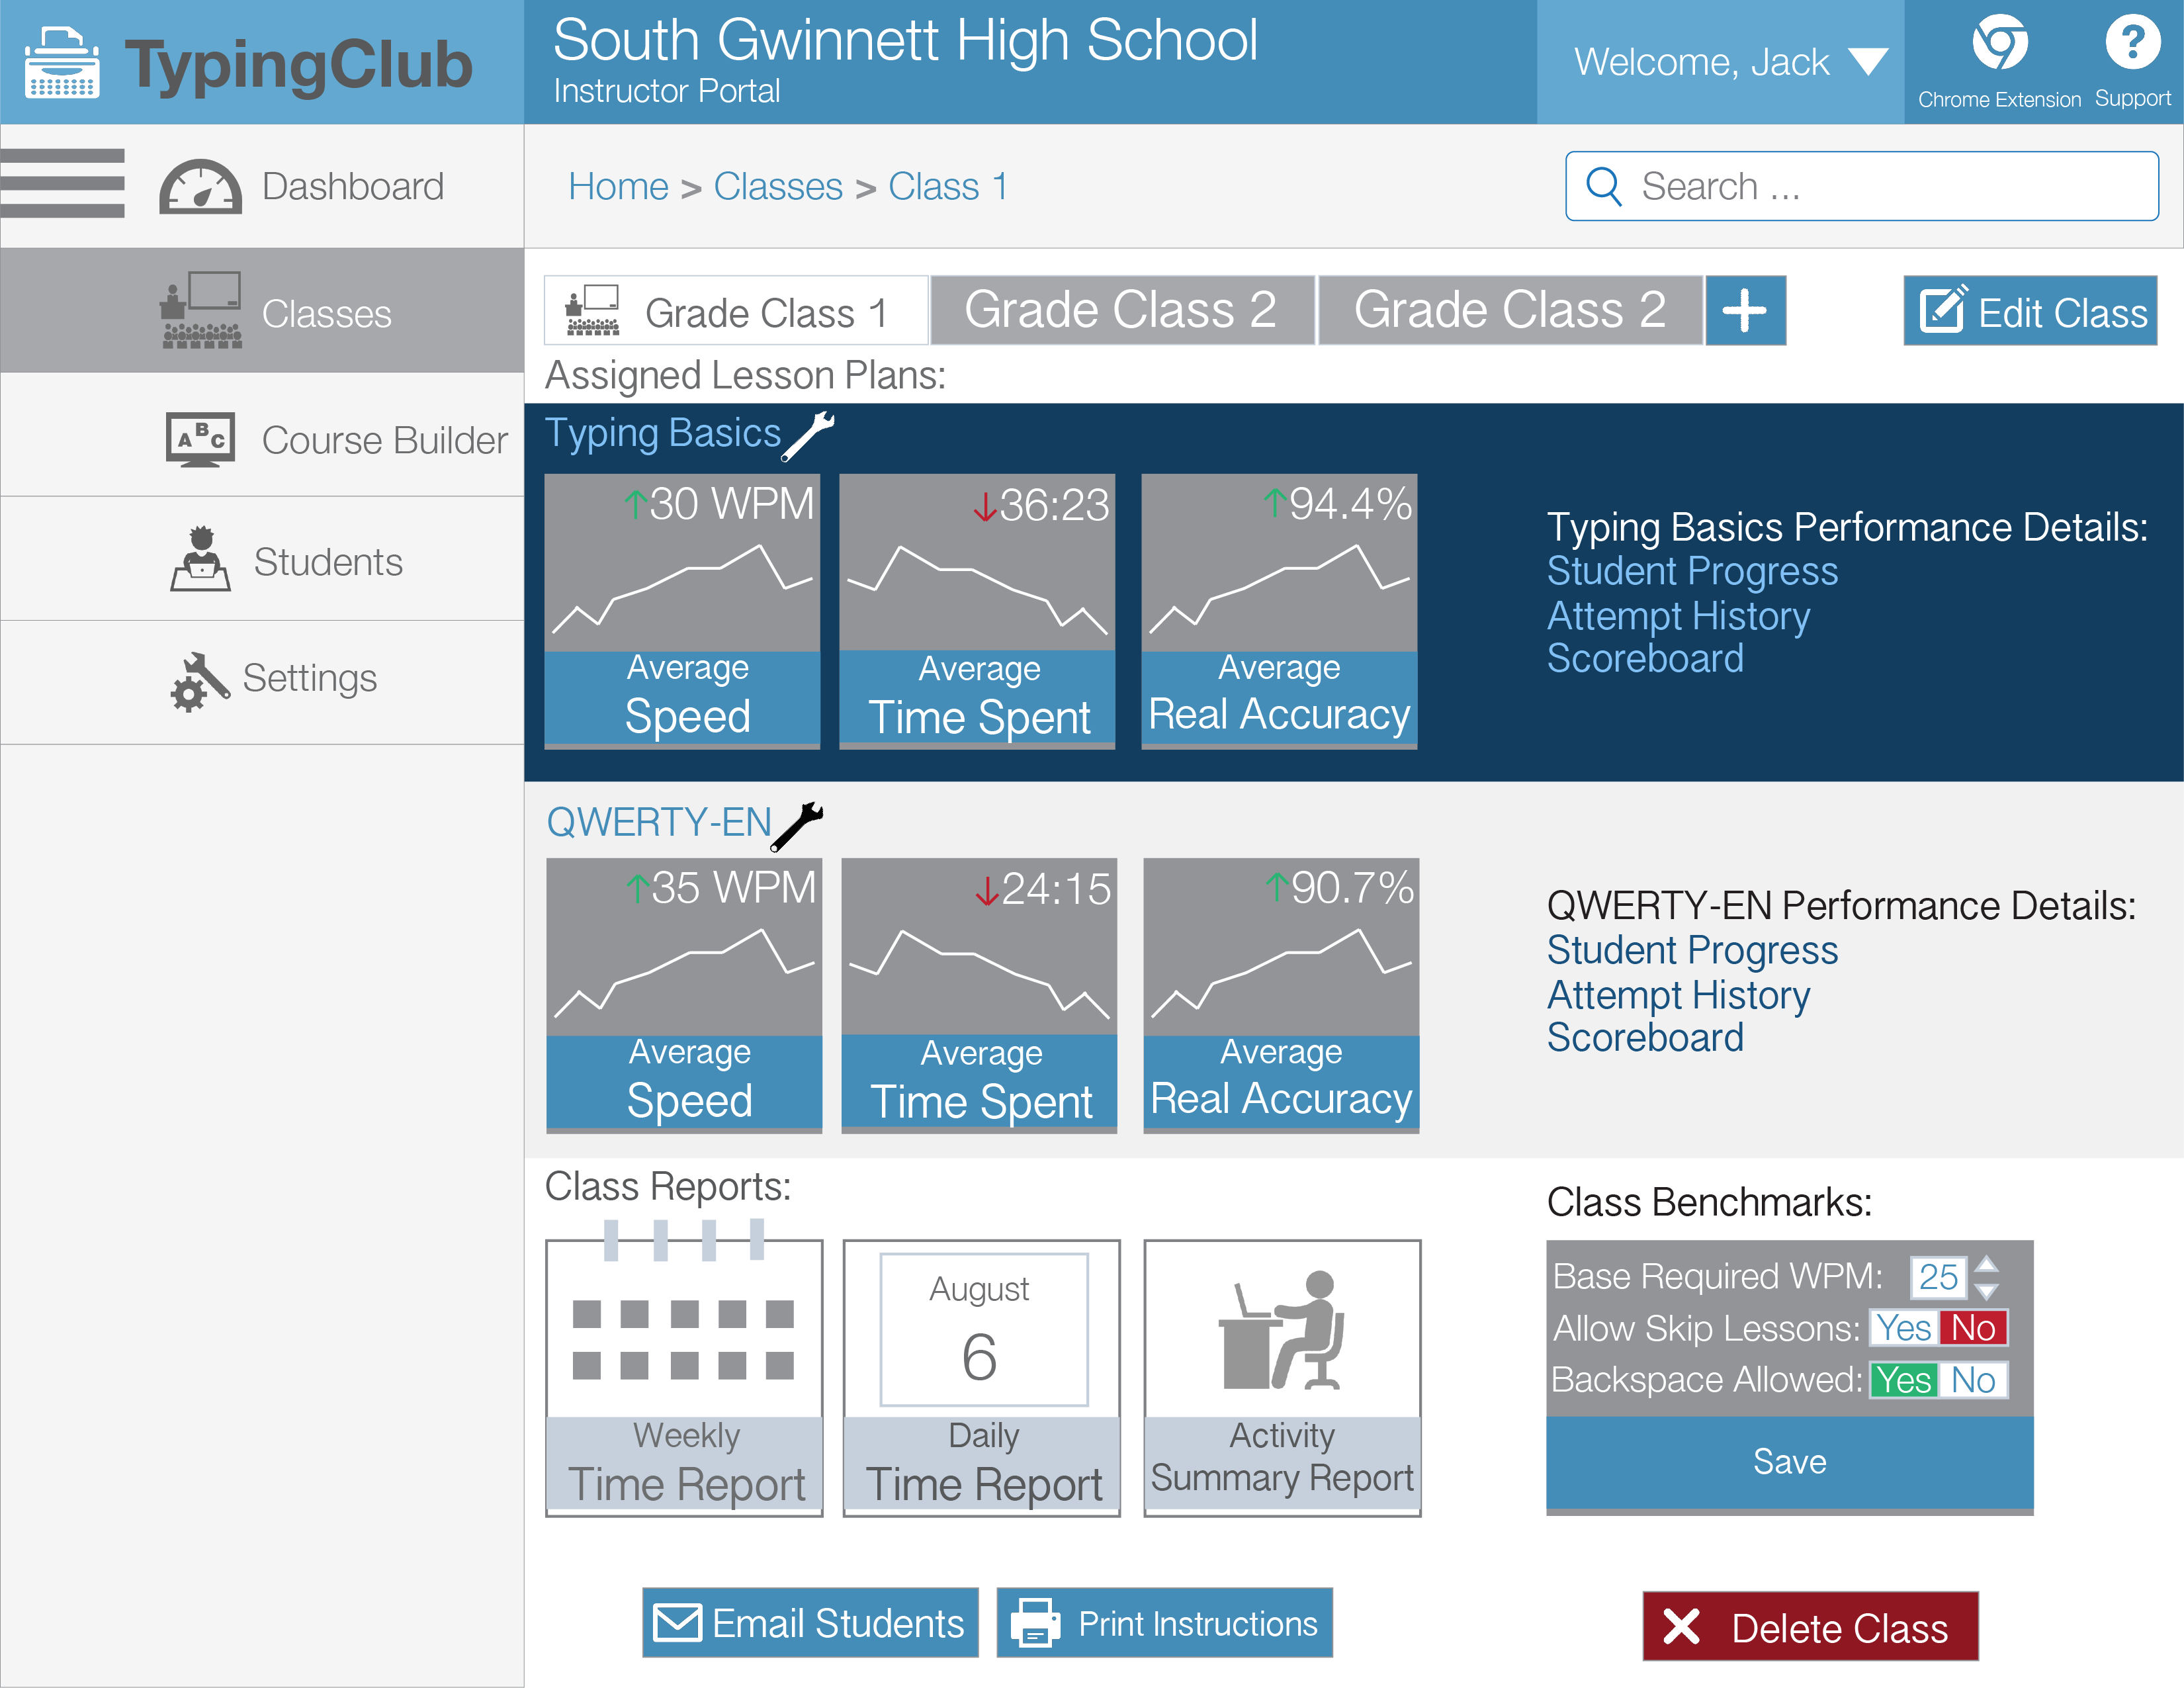 TypingClub
South Gwinnett High School
Instructor Portal
Welcome, Jack
Chrome Extension
?
Support
Dashboard
Classes
A B C
Course Builder
Students
Settings
Home > Classes > Class 1
Search ...
Grade Class 1
Grade Class 2
Grade Class 2
+
Edit Class
Assigned Lesson Plans:
Typing Basics
↑30 WPM
Average
Speed
↓36:23
Average
Time Spent
↑94.4%
Average
Real Accuracy
Typing Basics Performance Details:
Student Progress
Attempt History
Scoreboard
QWERTY-EN
↑35 WPM
Average
Speed
↓24:15
Average
Time Spent
↑90.7%
Average
Real Accuracy
QWERTY-EN Performance Details:
Student Progress
Attempt History
Scoreboard
Class Reports:
Weekly
Time Report
August
6
Daily
Time Report
Activity
Summary Report
Class Benchmarks:
Base Required WPM: 25
Allow Skip Lessons: Yes No
Backspace Allowed: Yes No
Save
Email Students
Print Instructions
Delete Class